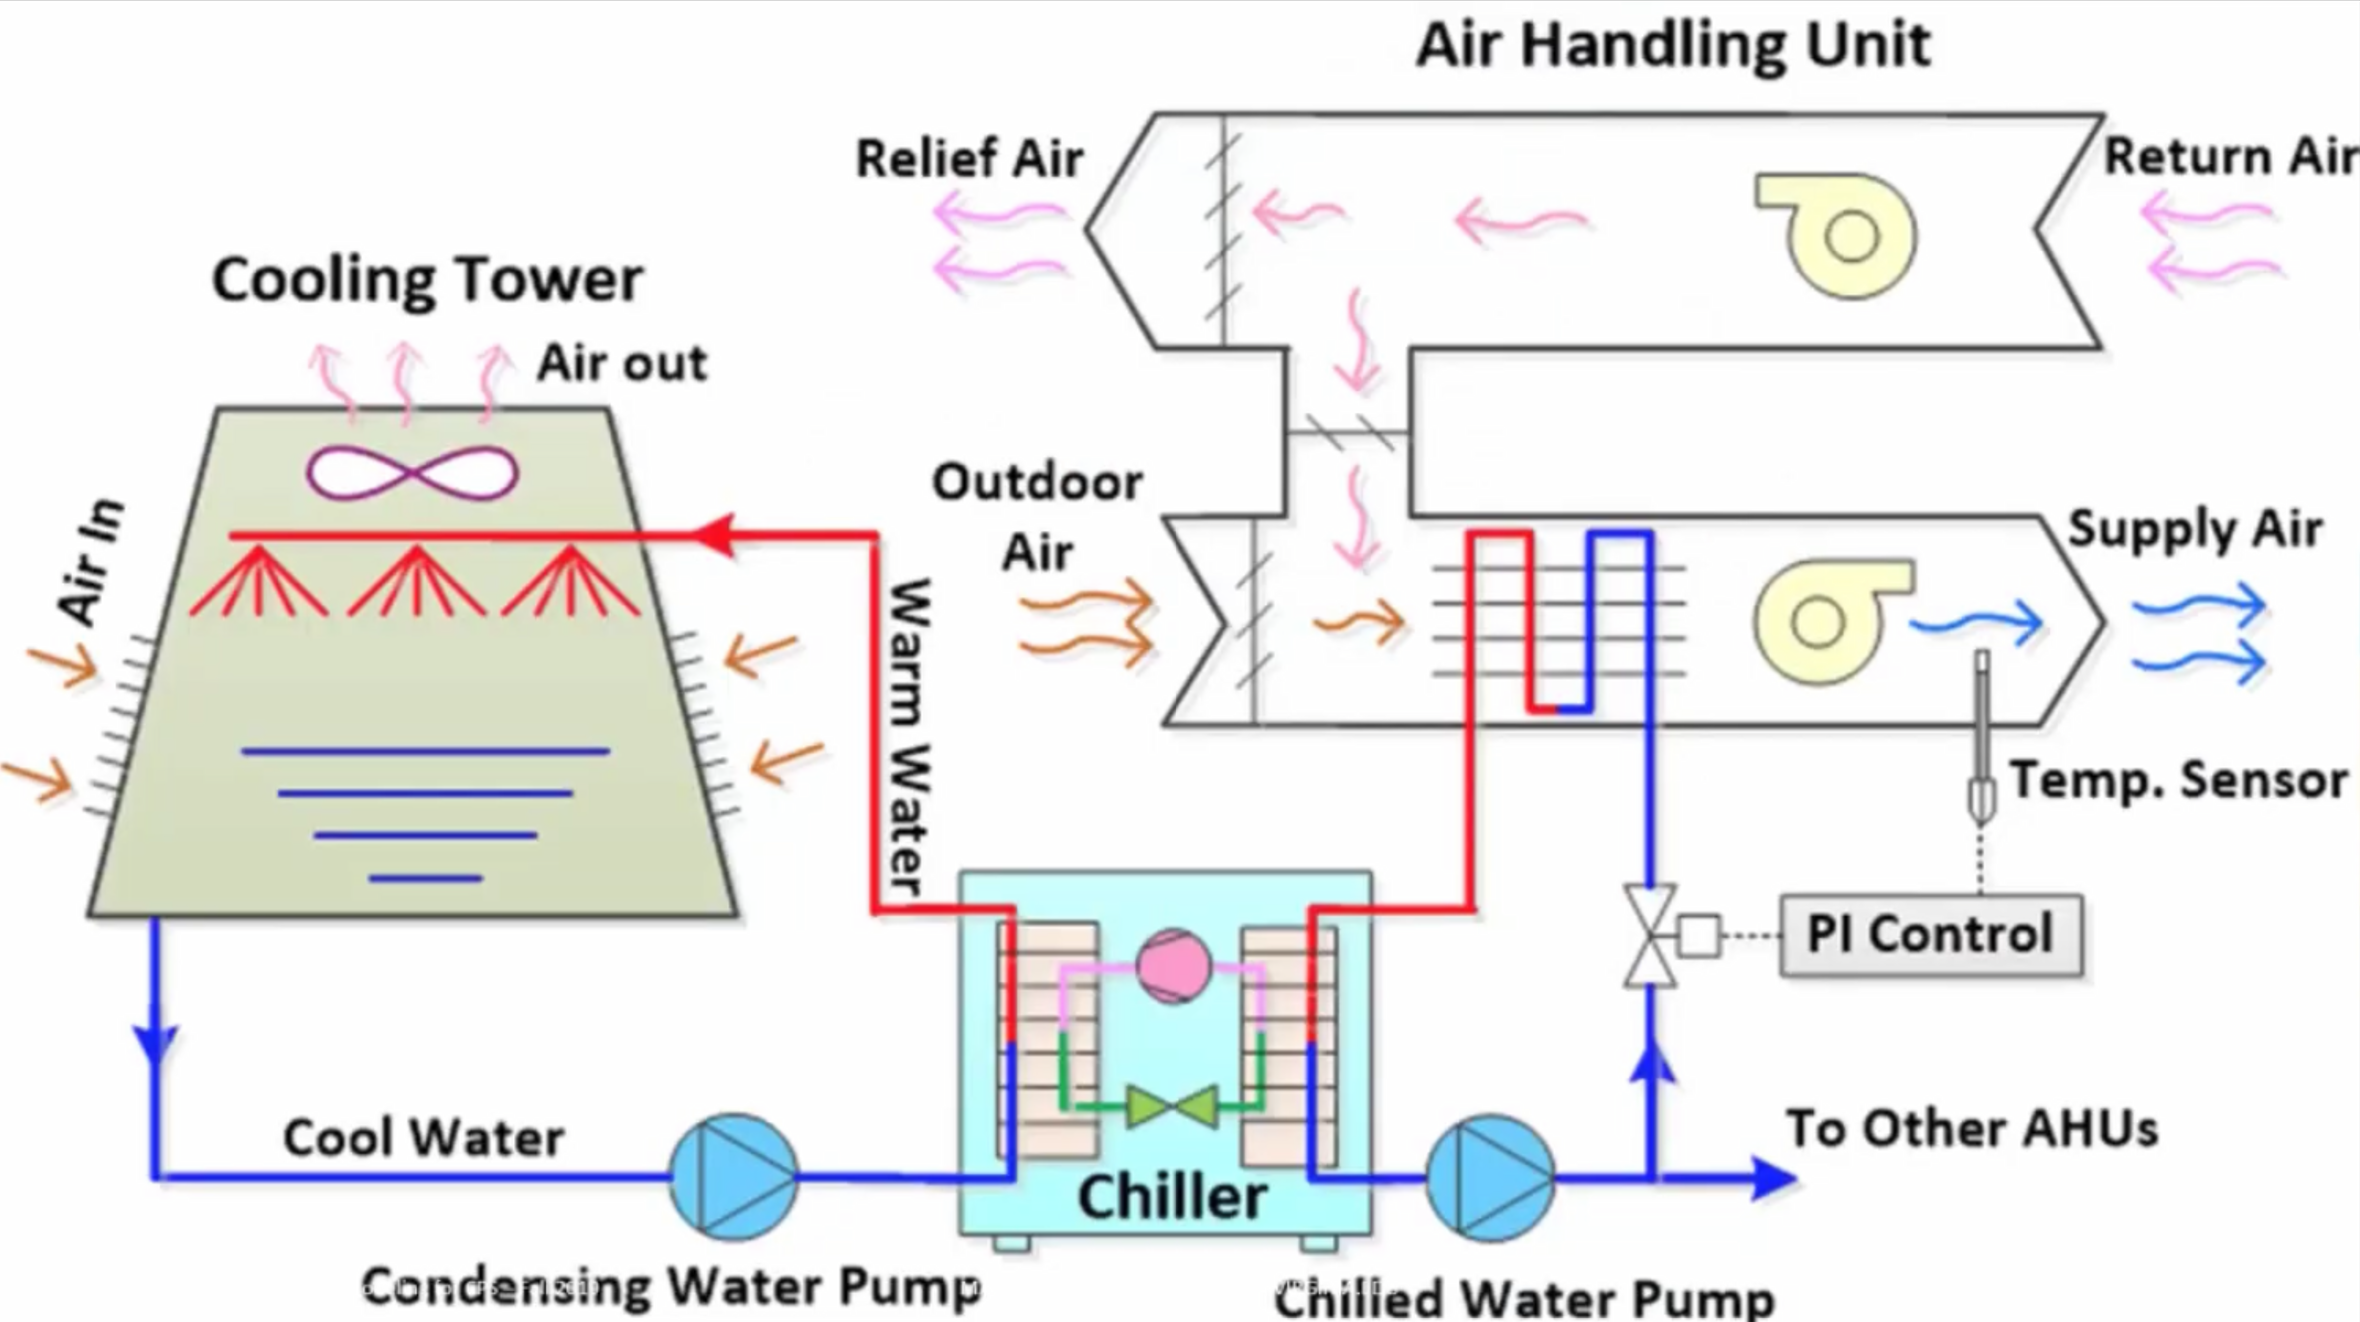 Air Handling Unit
Relief Air
Return Air
Cooling Tower
Air out
Air In
Outdoor
Air
Supply Air
Warm Water
Temp. Sensor
PI Control
Cool Water
To Other AHUs
Chiller
Condensing Water Pump
Chilled Water Pump